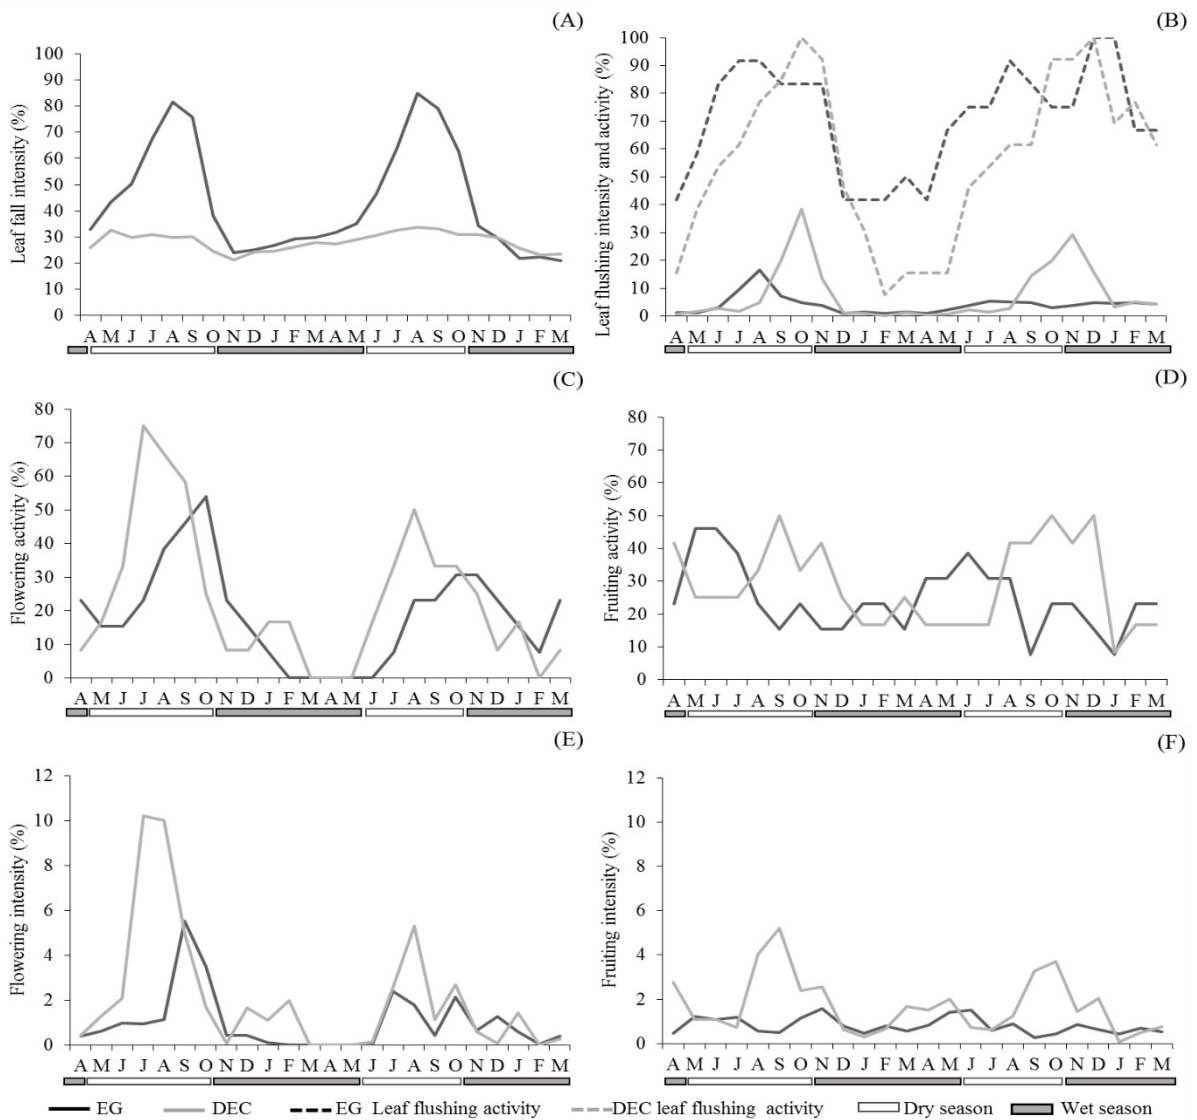 (A)
Leaf fall intensity (%)
100
100
90
80
70
60
50
40
30
20
10
0
A M J J A S O N D J F M A M J J A S O N D J F M
(B)
Leaf flushing intensity and activity (%)
100
90
80
70
60
50
40
30
20
10
0
A M J J A S O N D J F M A M J J A S O N D J F M
(C)
Flowering activity (%)
80
70
60
50
40
30
20
10
0
A M J J A S O N D J F M A M J J A S O N D J F M
(D)
Fruiting activity (%)
80
70
60
50
40
30
20
10
0
A M J J A S O N D J F M A M J J A S O N D J F M
(E)
Flowering intensity (%)
12
10
8
6
4
2
0
A M J J A S O N D J F M A M J J A S O N D J F M
(F)
Fruiting intensity (%)
12
10
8
6
4
2
0
A M J J A S O N D J F M A M J J A S O N D J F M
EG DEC EG Leaf flushing activity DEC leaf flushing activity Dry season Wet season